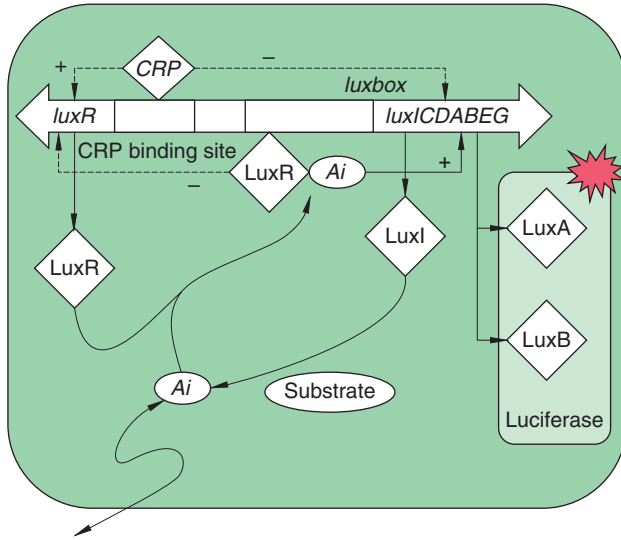 CRP
+
−
luxbox
luxR
luxICDABEG
CRP binding site
−
LuxR
Ai
+
LuxR
LuxI
LuxA
LuxB
Ai
Substrate
Luciferase